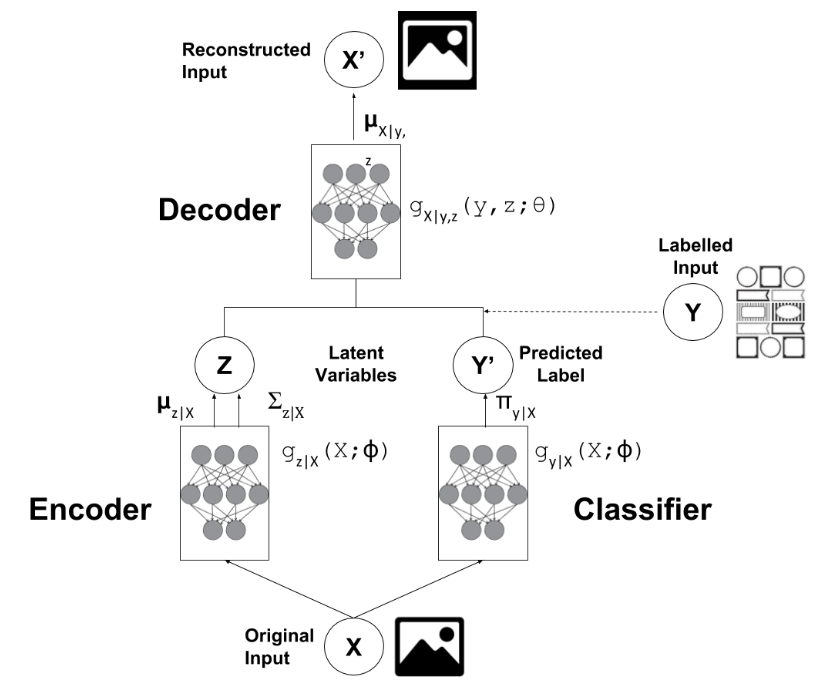 Reconstructed
Input
X’
μX|y,
z
Decoder
gX|y,z(y,z;θ)
Labelled
Input
Y
Z
Latent
Variables
Y’
Predicted
Label
μz|X
Σz|X
πy|X
gz|X(X;ϕ)
gy|X(X;ϕ)
Encoder
Classifier
Original
Input
X